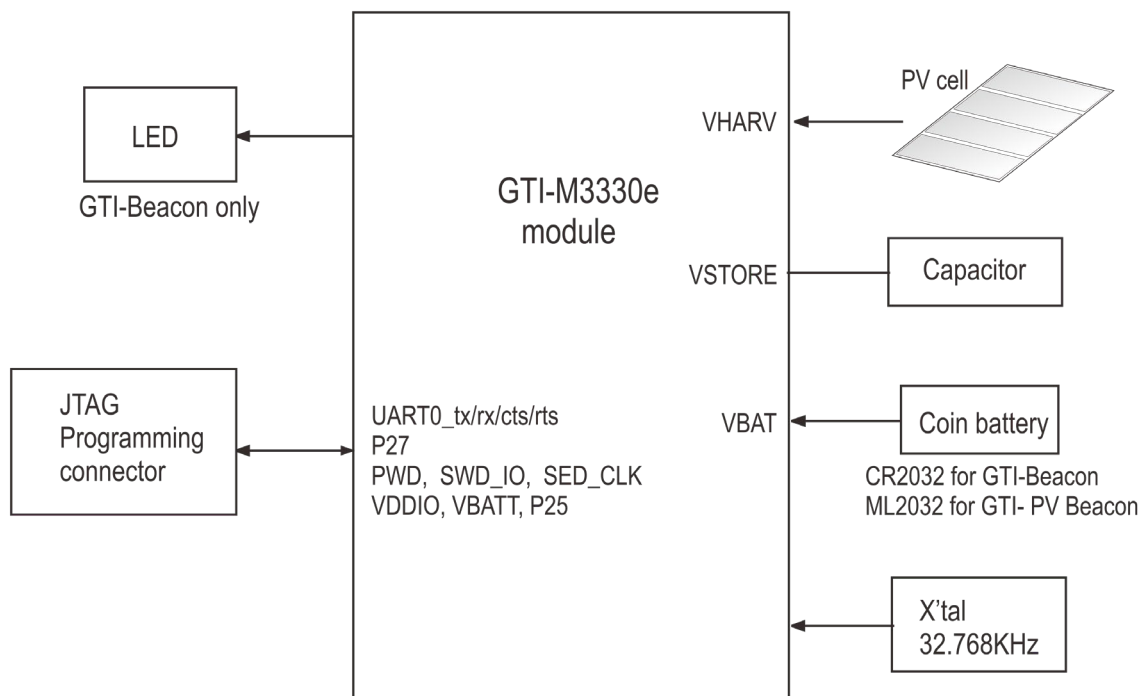 LED
GTI-Beacon only
JTAG
Programming
connector
GTI-M3330e
module
UART0_tx/rx/cts/rts
P27
PWD, SWD_IO, SED_CLK
VDDIO, VBATT, P25
VHARV
PV cell
VSTORE
Capacitor
VBAT
Coin battery
CR2032 for GTI-Beacon
ML2032 for GTI- PV Beacon
X'tal
32.768KHz